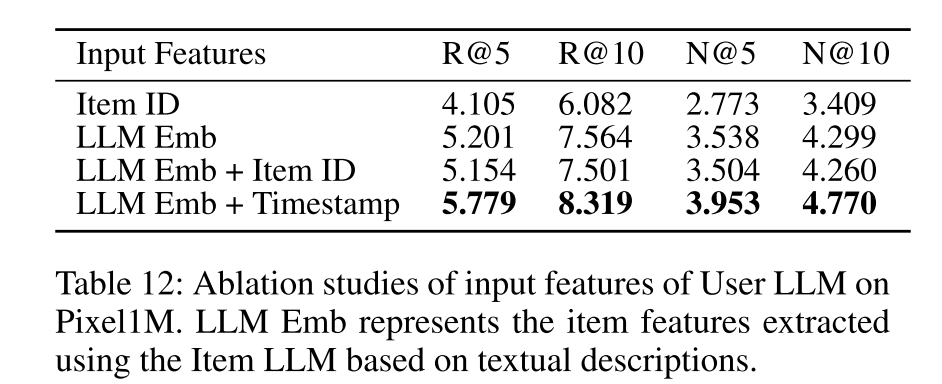 Input Features R@5 R@10 N@5 N@10
Item ID 4.105 6.082 2.773 3.409
LLM Emb 5.201 7.564 3.538 4.299
LLM Emb + Item ID 5.154 7.501 3.504 4.260
LLM Emb + Timestamp 5.779 8.319 3.953 4.770
Table 12: Ablation studies of input features of User LLM on
Pixel1M. LLM Emb represents the item features extracted
using the Item LLM based on textual descriptions.